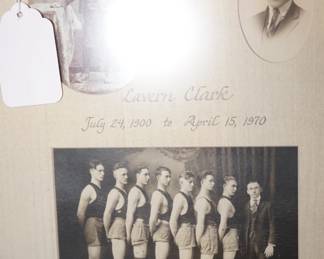 Lavern Clark
July 24, 1900 to April 15, 1970